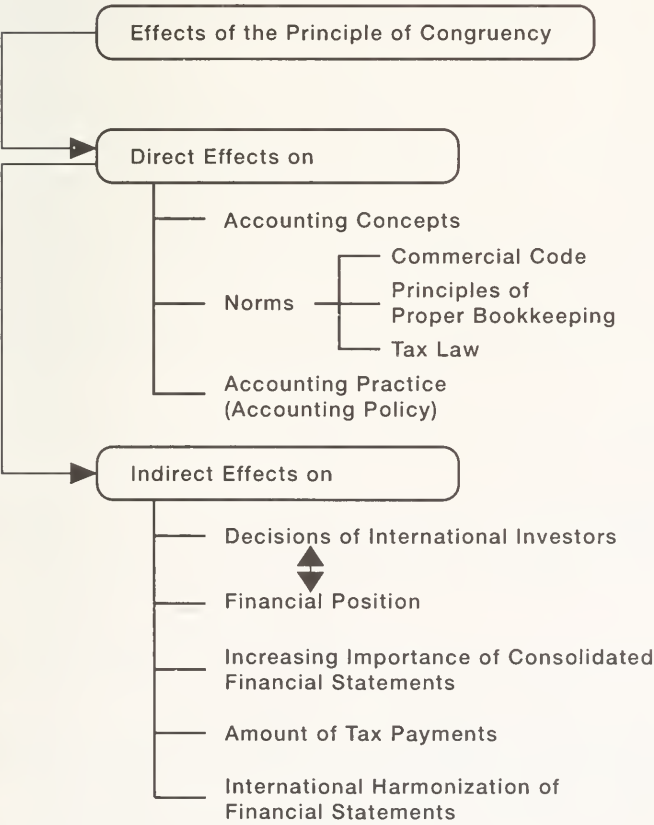 Effects of the Principle of Congruency
Direct Effects on
Accounting Concepts
Norms
Commercial Code
Principles of
Proper Bookkeeping
Tax Law
Accounting Practice
(Accounting Policy)
Indirect Effects on
Decisions of International Investors
Financial Position
Increasing Importance of Consolidated
Financial Statements
Amount of Tax Payments
International Harmonization of
Financial Statements